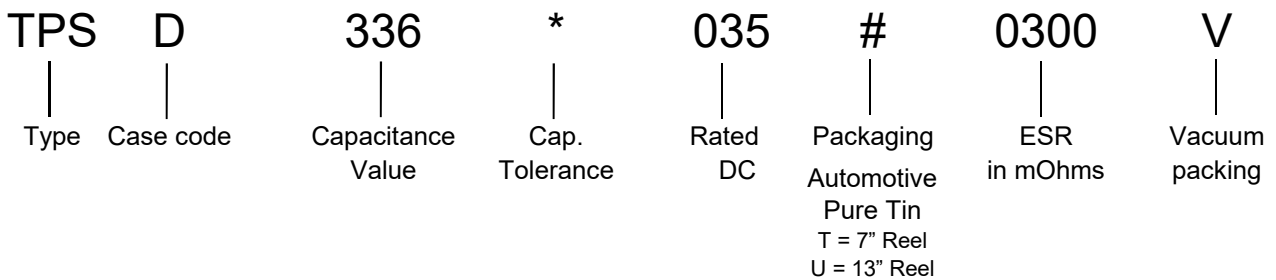 TPS D 336 * 035 # 0300 V
Type Case code Capacitance Cap. Rated Packaging ESR Vacuum
Value Tolerance DC in mOhms packing
Automotive
Pure Tin
T = 7” Reel
U = 13” Reel